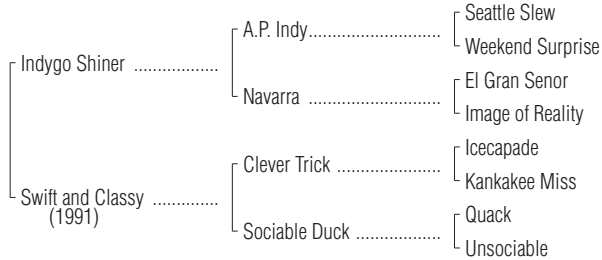 Seattle Slew
A.P. Indy..............................
Weekend Surprise
Indygo Shiner ...................
El Gran Senor
Navarra ..............................
Image of Reality
Icecapade
Clever Trick .......................
Kankakee Miss
Swift and Classy ...............
(1991)
Quack
Sociable Duck ...................
Unsociable